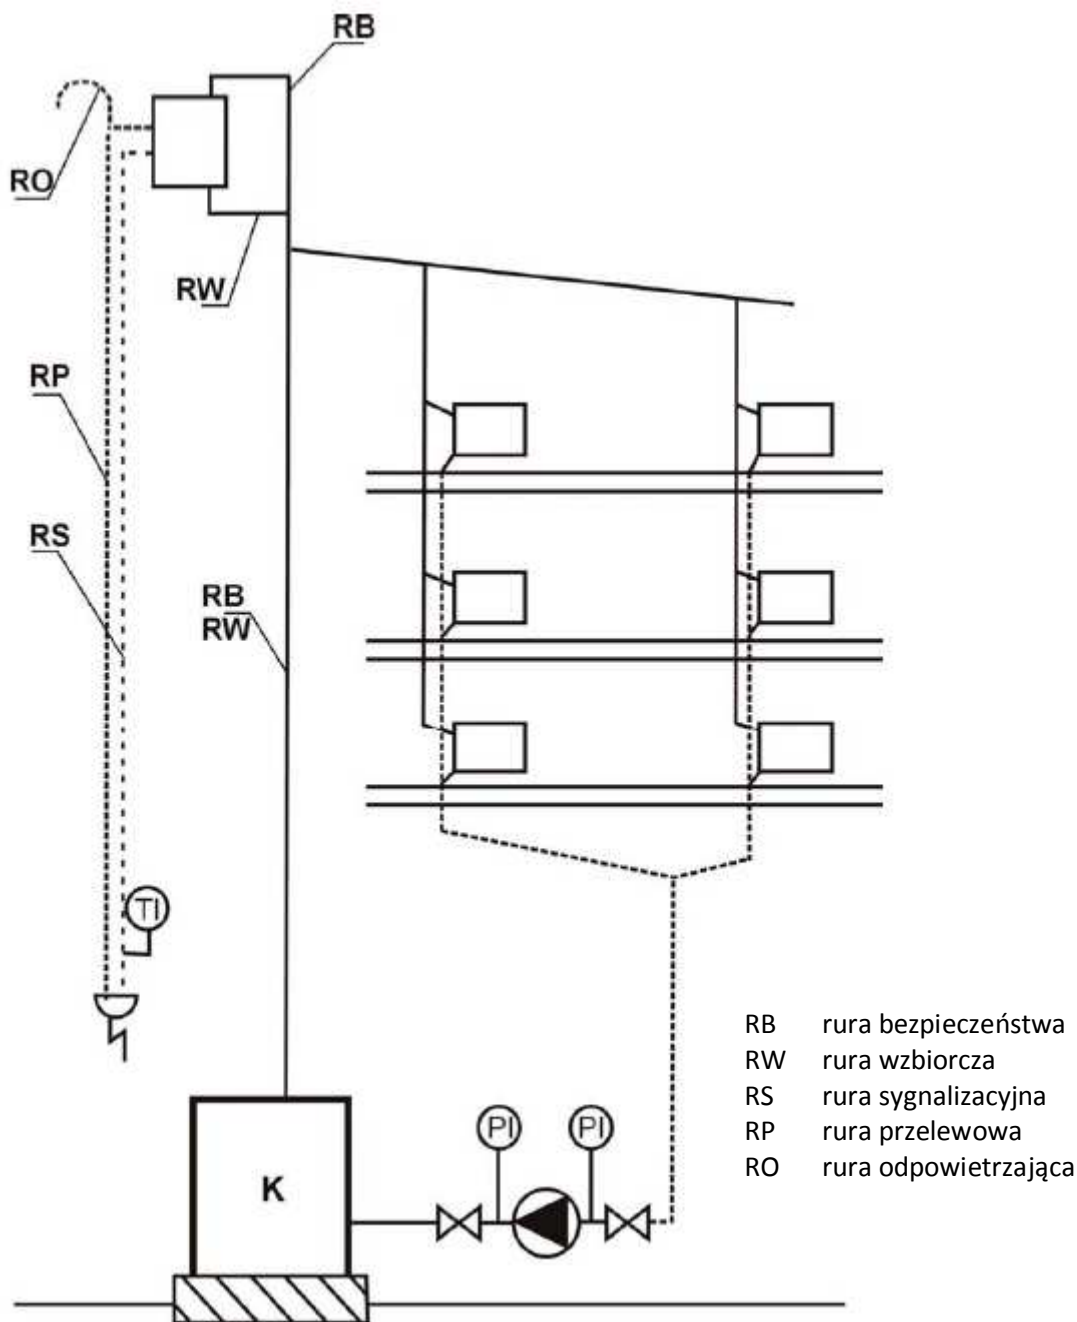 RB
RO
RW
RP
RS
RB
RW
TI
PI
PI
K
RB rura bezpieczeństwa
RW rura wzbiorcza
RS rura sygnalizacyjna
RP rura przelewowa
RO rura odpowietrzająca